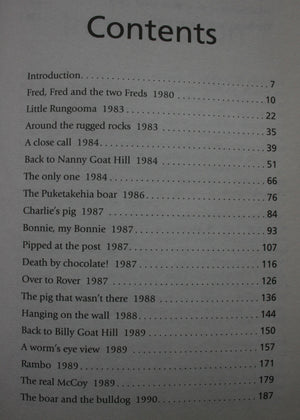 Contents
Introduction. . . . . . . . . . . . . . . . . . . . . . . . . . . . . . . . . . 7
Fred, Fred and the two Freds 1980 . . . . . . . . . . . . . . . . 10
Little Rungooma 1983 . . . . . . . . . . . . . . . . . . . . . . . . . 22
Around the rugged rocks 1983 . . . . . . . . . . . . . . . . . . . 35
A close call 1984. . . . . . . . . . . . . . . . . . . . . . . . . . . . . 39
Back to Nanny Goat Hill 1984 . . . . . . . . . . . . . . . . . . . 51
The only one 1984 . . . . . . . . . . . . . . . . . . . . . . . . . . . 66
The Puketakehia boar 1986. . . . . . . . . . . . . . . . . . . . . . 76
Charlie's pig 1987 . . . . . . . . . . . . . . . . . . . . . . . . . . . . 84
Bonnie, my Bonnie 1987. . . . . . . . . . . . . . . . . . . . . . . . 93
Pipped at the post 1987. . . . . . . . . . . . . . . . . . . . . . . . 107
Death by chocolate! 1987 . . . . . . . . . . . . . . . . . . . . . . 116
Over to Rover 1987 . . . . . . . . . . . . . . . . . . . . . . . . . . 126
The pig that wasn't there 1988 . . . . . . . . . . . . . . . . . . 136
Hanging on the wall 1988. . . . . . . . . . . . . . . . . . . . . . 144
Back to Billy Goat Hill 1989 . . . . . . . . . . . . . . . . . . . . 150
A worm's eye view 1989 . . . . . . . . . . . . . . . . . . . . . . . 157
Rambo 1989. . . . . . . . . . . . . . . . . . . . . . . . . . . . . . . . 171
The real McCoy 1989. . . . . . . . . . . . . . . . . . . . . . . . . . 179
The boar and the bulldog 1990. . . . . . . . . . . . . . . . . . . 187